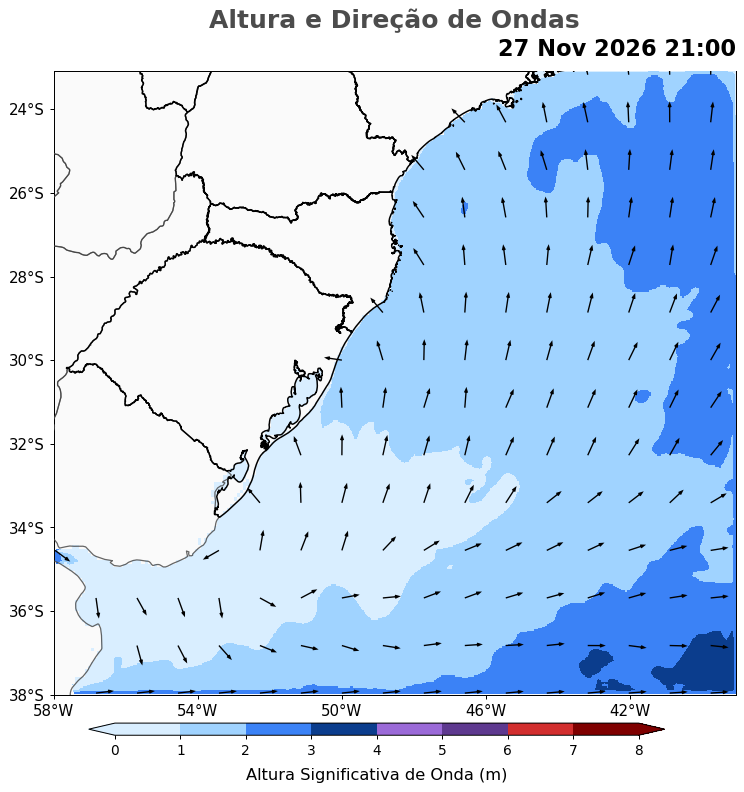 Altura e Direção de Ondas
27 Nov 2026 21:00
24°S
26°S
28°S
30°S
32°S
34°S
36°S
38°S
58°W 54°W 50°W 46°W 42°W
0 1 2 3 4 5 6 7 8
Altura Significativa de Onda (m)